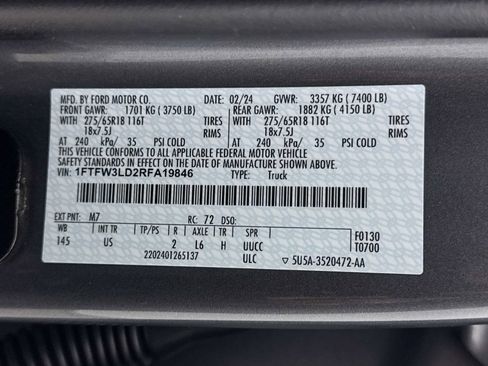 MFD. BY FORD MOTOR CO. 02/24 GVWR: 3357 KG ( 7400 LB)
FRONT GAWR: 1701 KG ( 3750 LB) REAR GAWR: 1882 KG ( 4150 LB)
WITH WITH
275/65R18 116T TIRES 275/65R18 116T TIRES
18x7.5J RIMS 18x7.5J RIMS
AT 240 kPa/ 35 PSI COLD AT 240 kPa/ 35 PSI COLD
THIS VEHICLE CONFORMS TO ALL APPLICABLE FEDERAL MOTOR VEHICLE
SAFETY AND THEFT PREVENTION STANDARDS IN EFFECT ON THE DATE OF MANUFACTURE SHOWN ABOVE.
VIN: 1FTFW3LD2RFA19846 TYPE: Truck
EXT PNT: M7 RC: 72 DSO:
WB INT TR TP/PS R AXLE TR SPR F0130
145 US 2 L6 H UUCC T0700
2202401265137 ULC 5U5A-3520472-AA